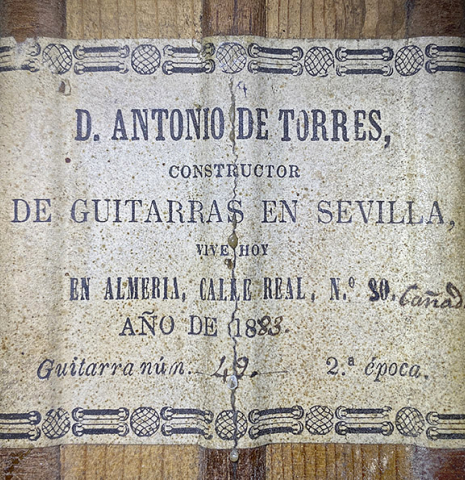 D. ANTONIO DE TORRES,
CONSTRUCTOR
DE GUITARRAS EN SEVILLA,
VIVE HOY
EN ALMERIA, CALLE REAL, N.º 80. Cañad
AÑO DE 1883.
Guitarra núm. 49. 2.ª época.